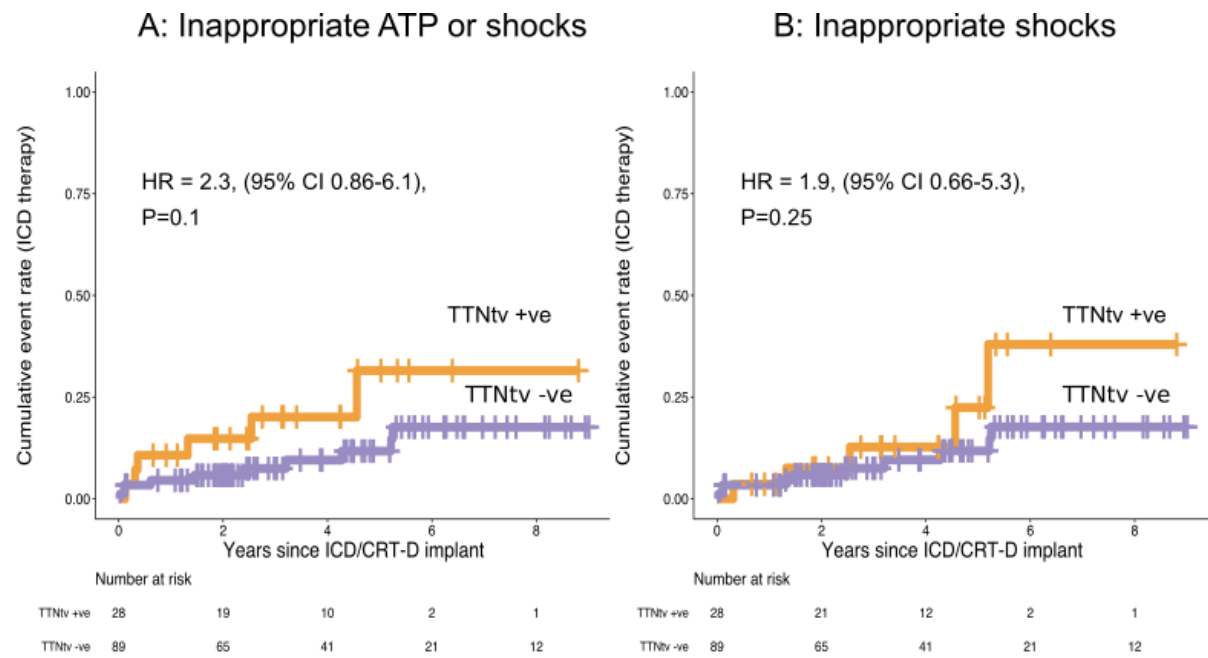 A: Inappropriate ATP or shocks
Cumulative event rate (ICD therapy)
1.00
0.75
0.50
0.25
0.00
HR = 2.3, (95% CI 0.86-6.1),
P=0.1
TTNtv +ve
TTNtv -ve
0 2 4 6 8
Years since ICD/CRT-D implant
Number at risk
TTNtv +ve 28 19 10 2 1
TTNtv -ve 89 65 41 21 12
B: Inappropriate shocks
Cumulative event rate (ICD therapy)
1.00
0.75
0.50
0.25
0.00
HR = 1.9, (95% CI 0.66-5.3),
P=0.25
TTNtv +ve
TTNtv -ve
0 2 4 6 8
Years since ICD/CRT-D implant
Number at risk
TTNtv +ve 28 21 12 2 1
TTNtv -ve 89 65 41 21 12